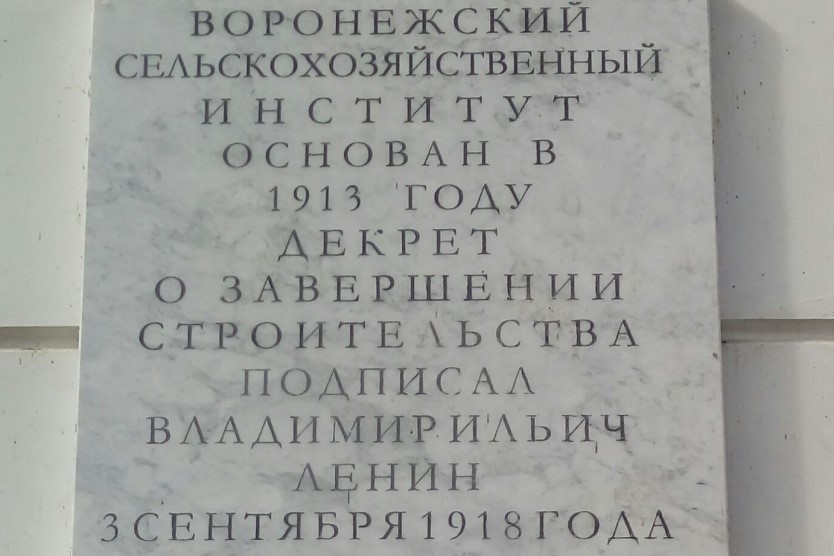 ВОРОНЕЖСКИЙ
СЕЛЬСКОХОЗЯЙСТВЕННЫЙ
ИНСТИТУТ
ОСНОВАН В
1913 ГОДУ
ДЕКРЕТ
О ЗАВЕРШЕНИИ
СТРОИТЕЛЬСТВА
ПОДПИСАЛ
ВЛАДИМИР ИЛЬИЧ
ЛЕНИН
3 СЕНТЯБРЯ 1918 ГОДА